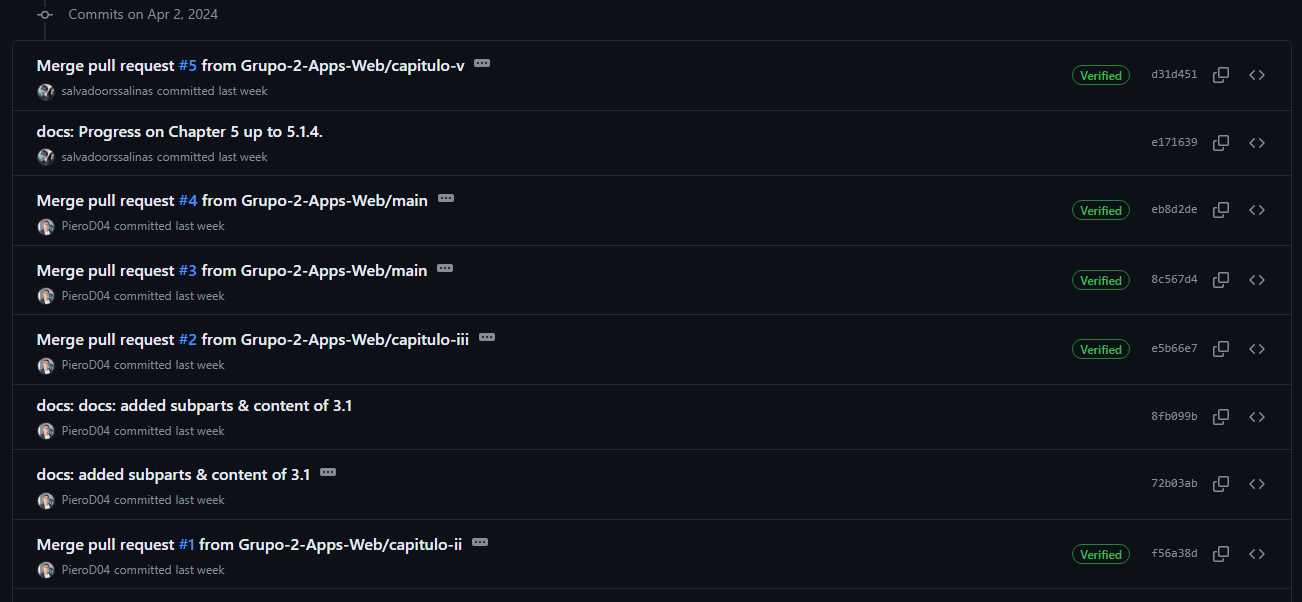 Commits on Apr 2, 2024
Merge pull request #5 from Grupo-2-Apps-Web/capitulo-v
salvadoorssalinas committed last week
Verified
d31d451
docs: Progress on Chapter 5 up to 5.1.4.
salvadoorssalinas committed last week
e171639
Merge pull request #4 from Grupo-2-Apps-Web/main
PieroD04 committed last week
Verified
eb8d2de
Merge pull request #3 from Grupo-2-Apps-Web/main
PieroD04 committed last week
Verified
8c567d4
Merge pull request #2 from Grupo-2-Apps-Web/capitulo-iii
PieroD04 committed last week
Verified
e5b66e7
docs: docs: added subparts & content of 3.1
PieroD04 committed last week
8fb099b
docs: added subparts & content of 3.1
PieroD04 committed last week
72b03ab
Merge pull request #1 from Grupo-2-Apps-Web/capitulo-ii
PieroD04 committed last week
Verified
f56a38d